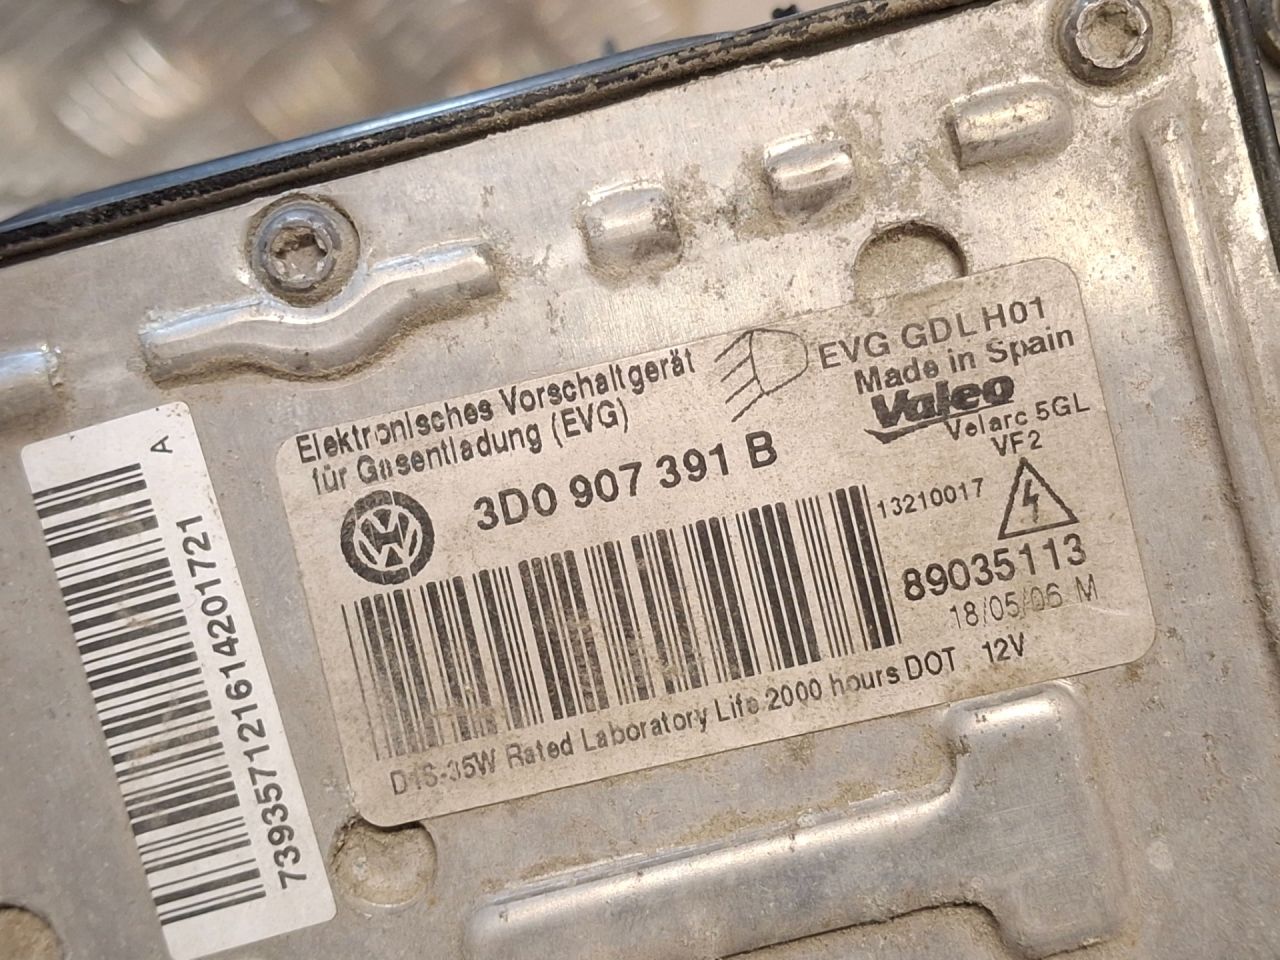 Elektronisches Vorschaltgerät
für Gasentladung (EVG)
EVG GDL H01
Made in Spain
Valeo
Velarc 5GL
VF2
3D0 907 391 B
13210017
89035113
18/05/06 M
D1S-35W Rated Laboratory Life 2000 hours DOT 12V
A
739357121614201721